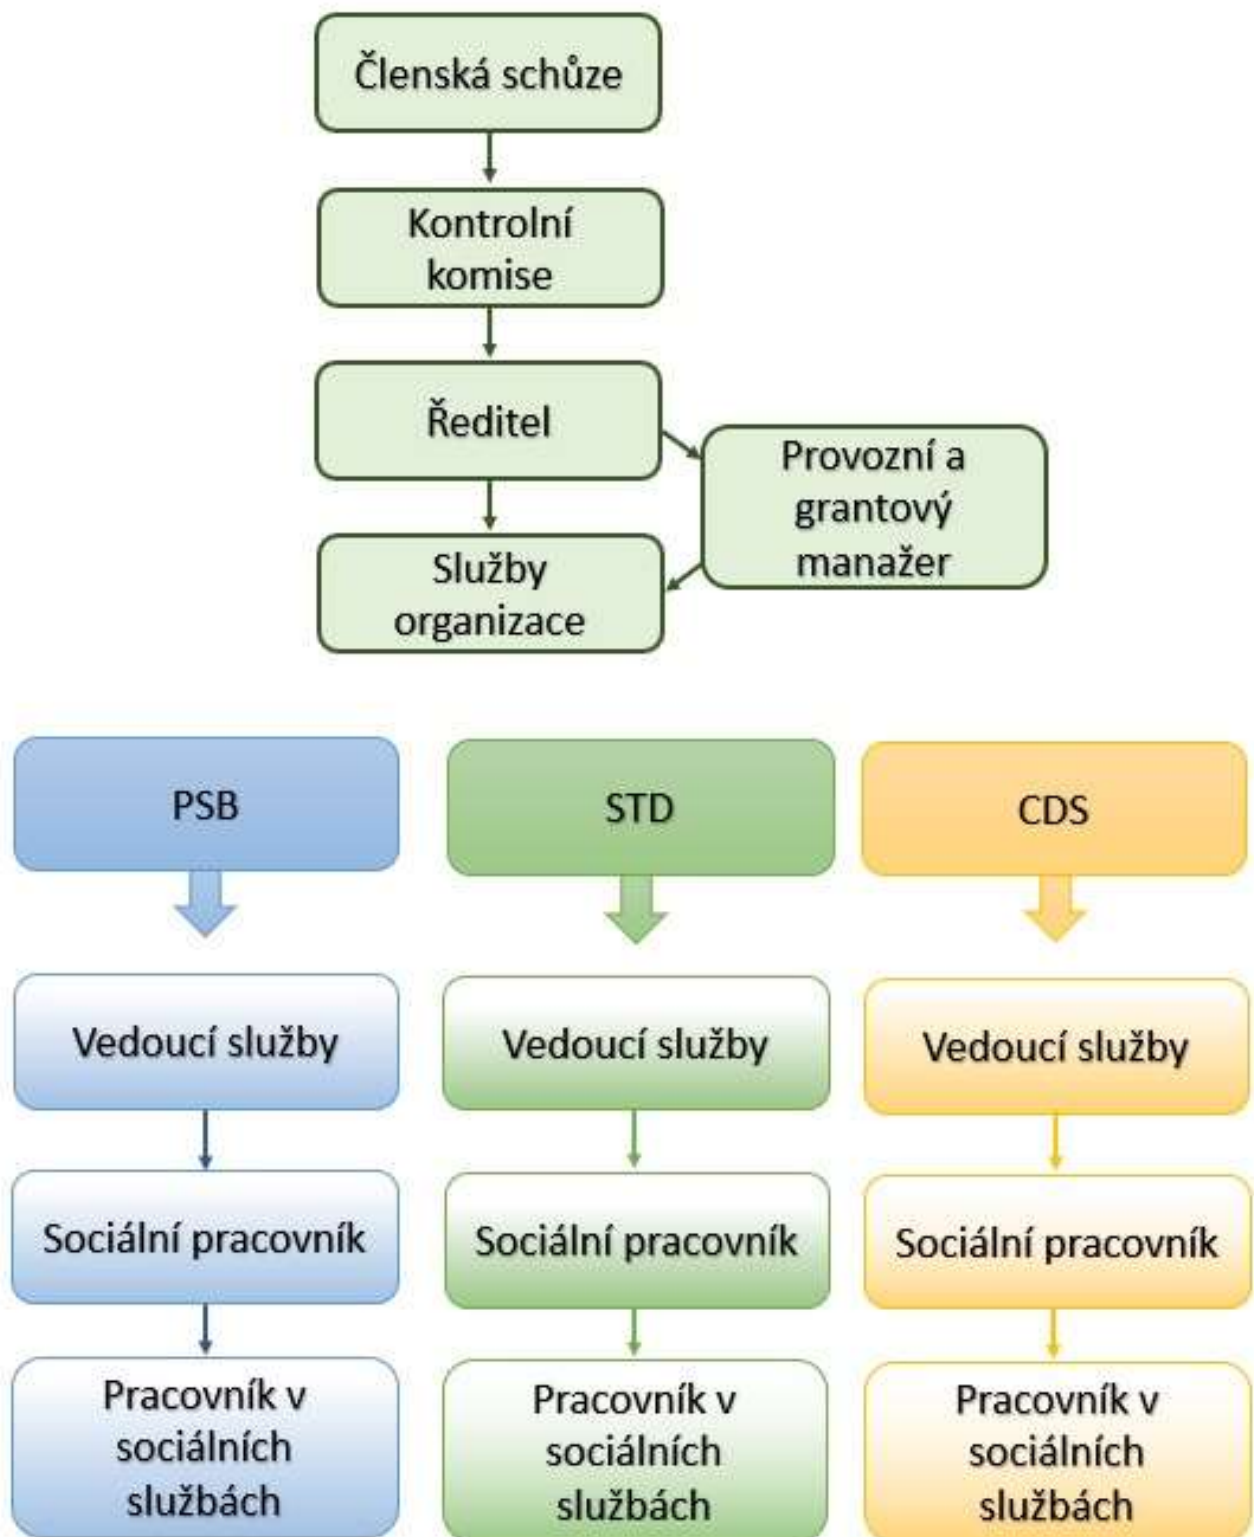 Členská schůze
Kontrolní
komise
Ředitel
Provozní a
grantový
manažer
Služby
organizace
PSB
STD
CDS
Vedoucí služby
Vedoucí služby
Vedoucí služby
Sociální pracovník
Sociální pracovník
Sociální pracovník
Pracovník v
sociálních
službách
Pracovník v
sociálních
službách
Pracovník v
sociálních
službách